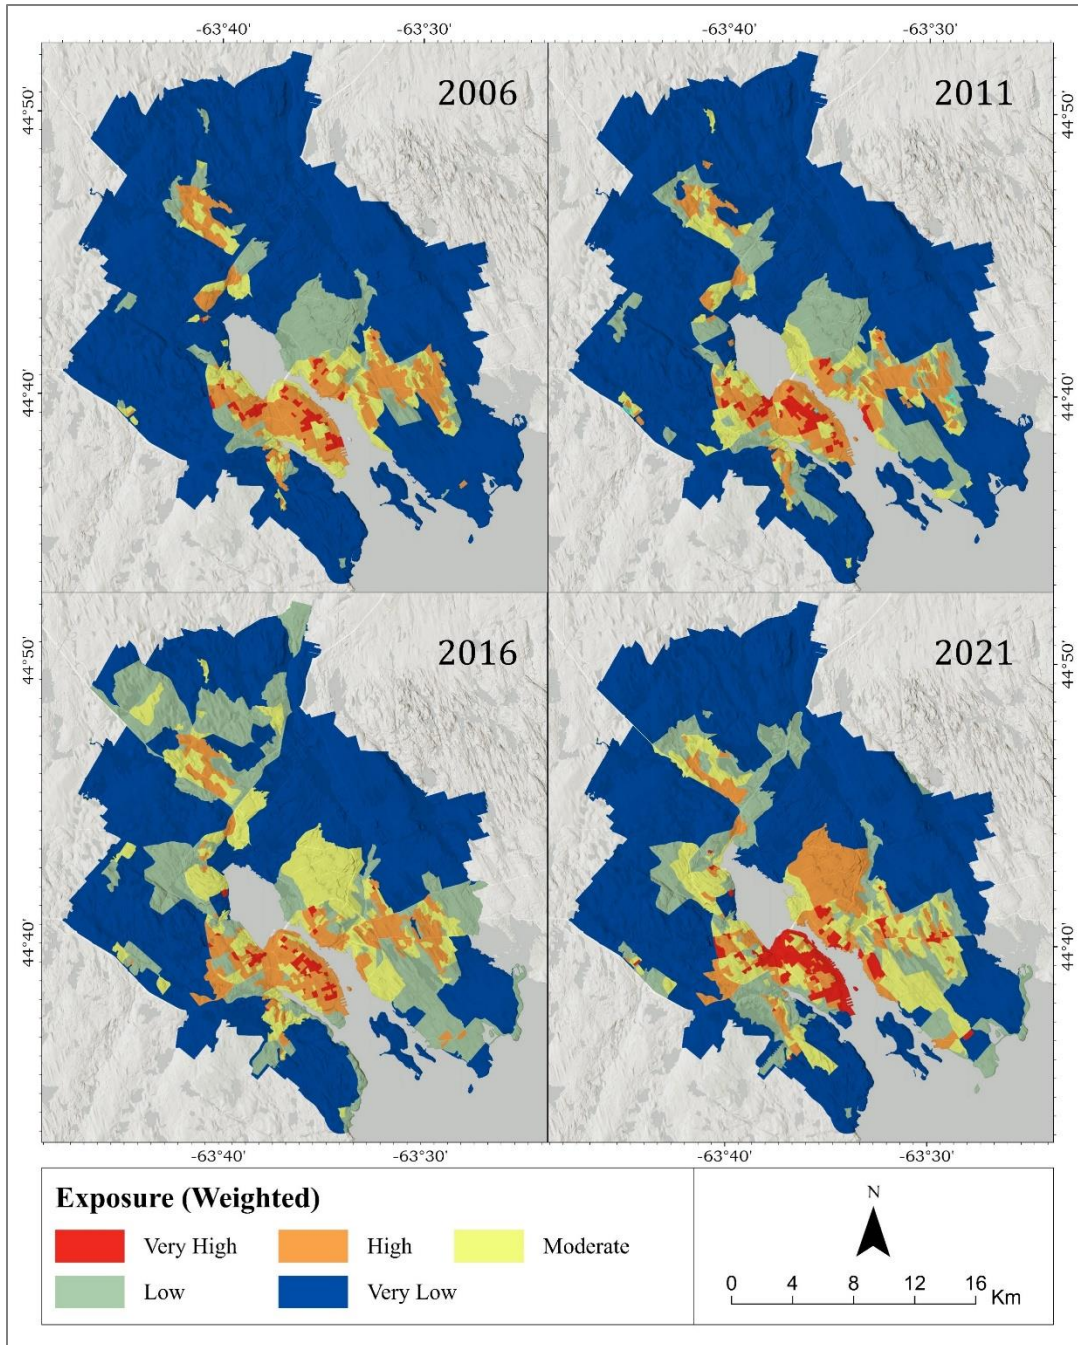 -63°40' -63°30' -63°40' -63°30'
2006 2011
44°50' 44°50'
44°40' 44°40'
2016 2021
44°50' 44°50'
44°40' 44°40'
-63°40' -63°30' -63°40' -63°30'
Exposure (Weighted)
Very High High Moderate
Low Very Low
N
0 4 8 12 16
Km